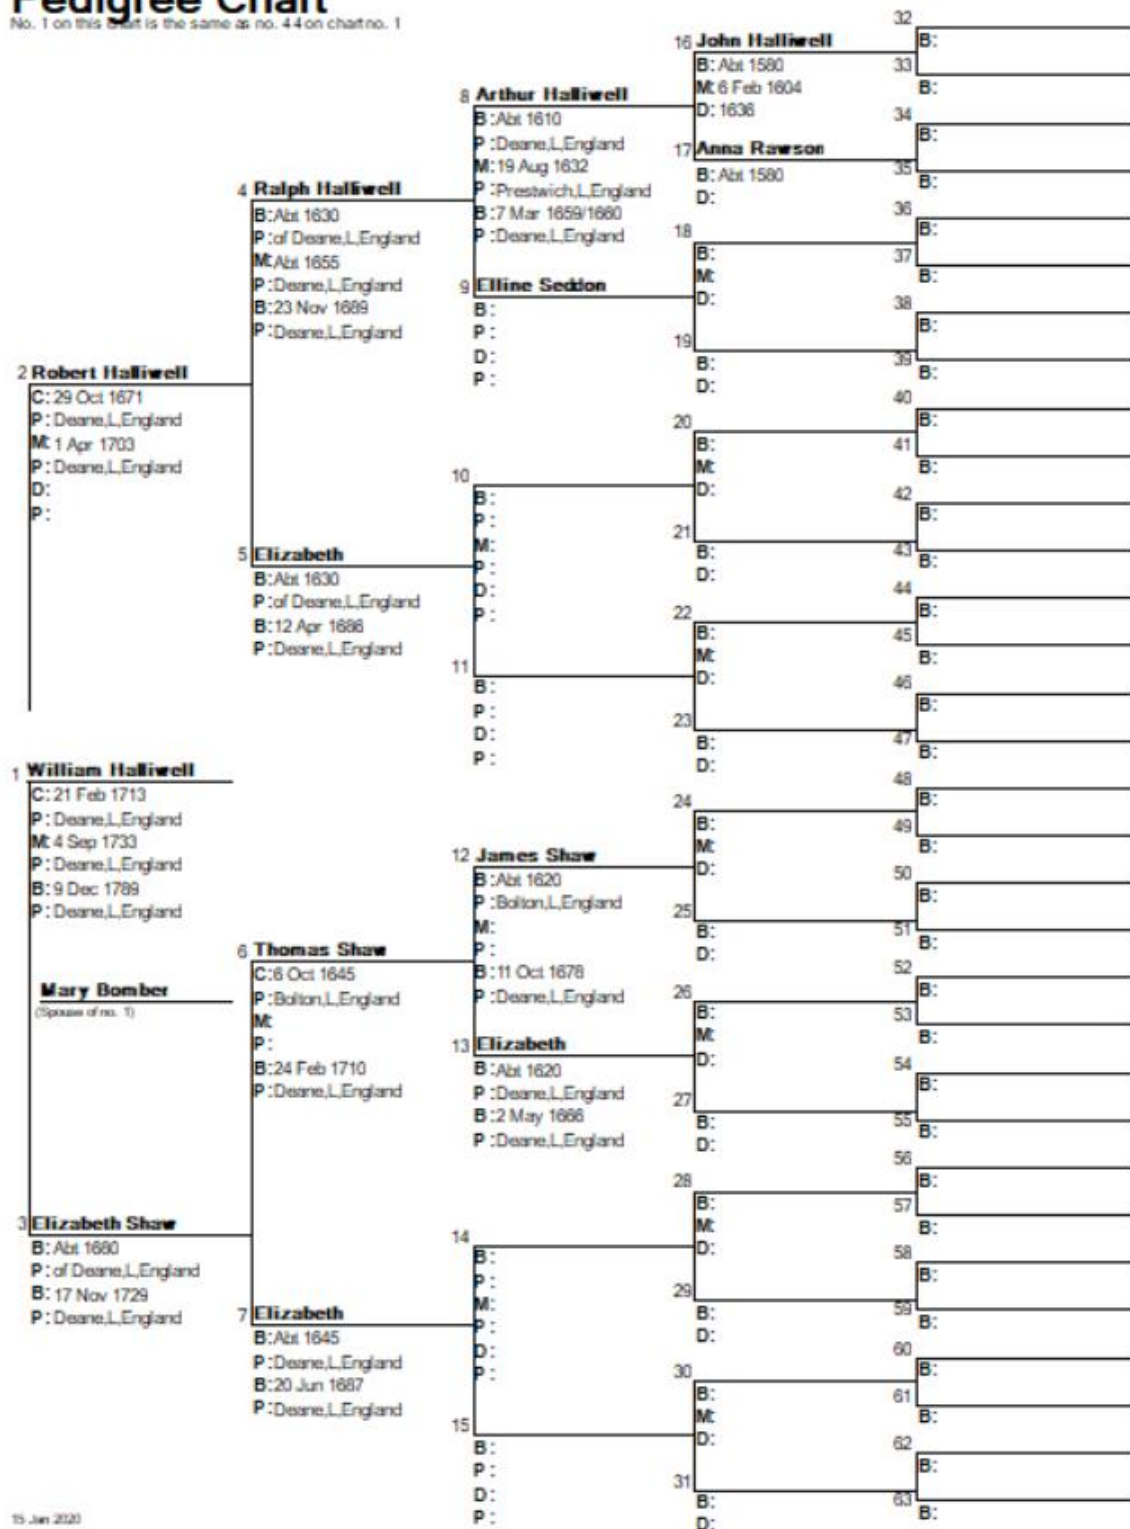 Pedigree Chart
No. 1 on this chart is the same as no. 44 on chart no. 1
2 Robert Halliwell
C: 29 Oct 1671
P: Deane,L,England
M: 1 Apr 1703
P: Deane,L,England
D:
P:
1 William Halliwell
C: 21 Feb 1713
P: Deane,L,England
M: 4 Sep 1733
P: Deane,L,England
B: 9 Dec 1789
P: Deane,L,England
Mary Bomber
(Spouse of no. 1)
3 Elizabeth Shaw
B: Abt 1680
P: of Deane,L,England
B: 17 Nov 1729
P: Deane,L,England
4 Ralph Halliwell
B: Abt 1630
P: of Deane,L,England
M: Abt 1655
P: Deane,L,England
B: 23 Nov 1689
P: Deane,L,England
5 Elizabeth
B: Abt 1630
P: of Deane,L,England
B: 12 Apr 1686
P: Deane,L,England
6 Thomas Shaw
C: 6 Oct 1645
P: Bolton,L,England
M:
P:
B: 24 Feb 1710
P: Deane,L,England
7 Elizabeth
B: Abt 1645
P: Deane,L,England
B: 20 Jun 1687
P: Deane,L,England
8 Arthur Halliwell
B: Abt 1610
P: Deane,L,England
M: 19 Aug 1632
P: Prestwich,L,England
B: 7 Mar 1659/1660
P: Deane,L,England
9 Elline Seddon
B:
P:
D:
P:
10
B:
P:
M:
P:
D:
P:
11
B:
P:
D:
P:
12 James Shaw
B: Abt 1620
P: Bolton,L,England
M:
P:
B: 11 Oct 1678
P: Deane,L,England
13 Elizabeth
B: Abt 1620
P: Deane,L,England
B: 2 May 1666
P: Deane,L,England
14
B:
P:
M:
P:
D:
P:
15
B:
P:
D:
P:
16 John Halliwell
B: Abt 1580
M: 6 Feb 1604
D: 1636
17 Anna Rawson
B: Abt 1580
D:
18
B:
M:
D:
19
B:
D:
20
B:
M:
D:
21
B:
D:
22
B:
M:
D:
23
B:
D:
24
B:
M:
D:
25
B:
D:
26
B:
M:
D:
27
B:
D:
28
B:
M:
D:
29
B:
D:
30
B:
M:
D:
31
B:
D:
32
B:
33
B:
34
B:
35
B:
36
B:
37
B:
38
B:
39
B:
40
B:
41
B:
42
B:
43
B:
44
B:
45
B:
46
B:
47
B:
48
B:
49
B:
50
B:
51
B:
52
B:
53
B:
54
B:
55
B:
56
B:
57
B:
58
B:
59
B:
60
B:
61
B:
62
B:
63
B:
15 Jan 2020